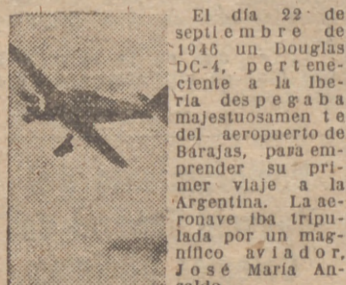 El día 22 de
septiembre de
1946 un Douglas
DC-4, pertene-
ciente a la Ibe-
ria despegaba
majestuosamente
del aeropuerto de
Barajas, para em-
prender su pri-
mer viaje a la
Argentina. La ae-
ronave iba tripu-
lada por un mag-
nífico aviador,
José María An-